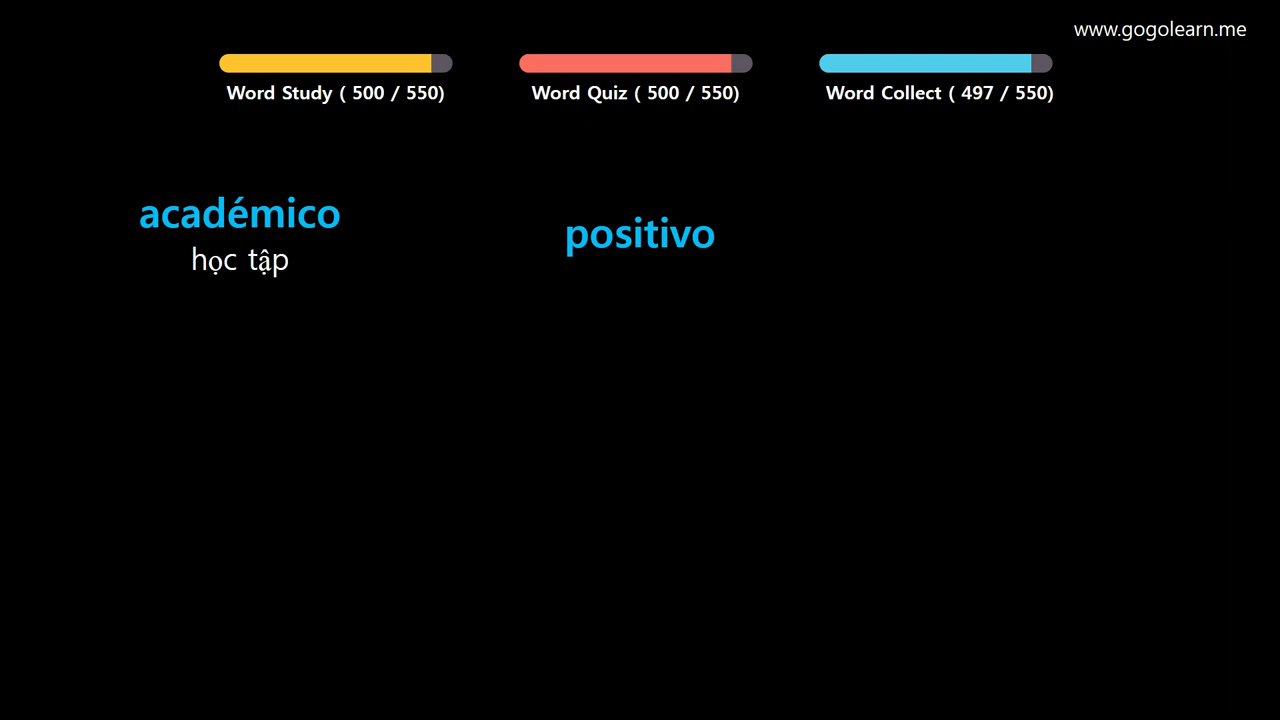 www.gogolearn.me
Word Study ( 500 / 550)
Word Quiz ( 500 / 550)
Word Collect ( 497 / 550)
académico
học tập
positivo